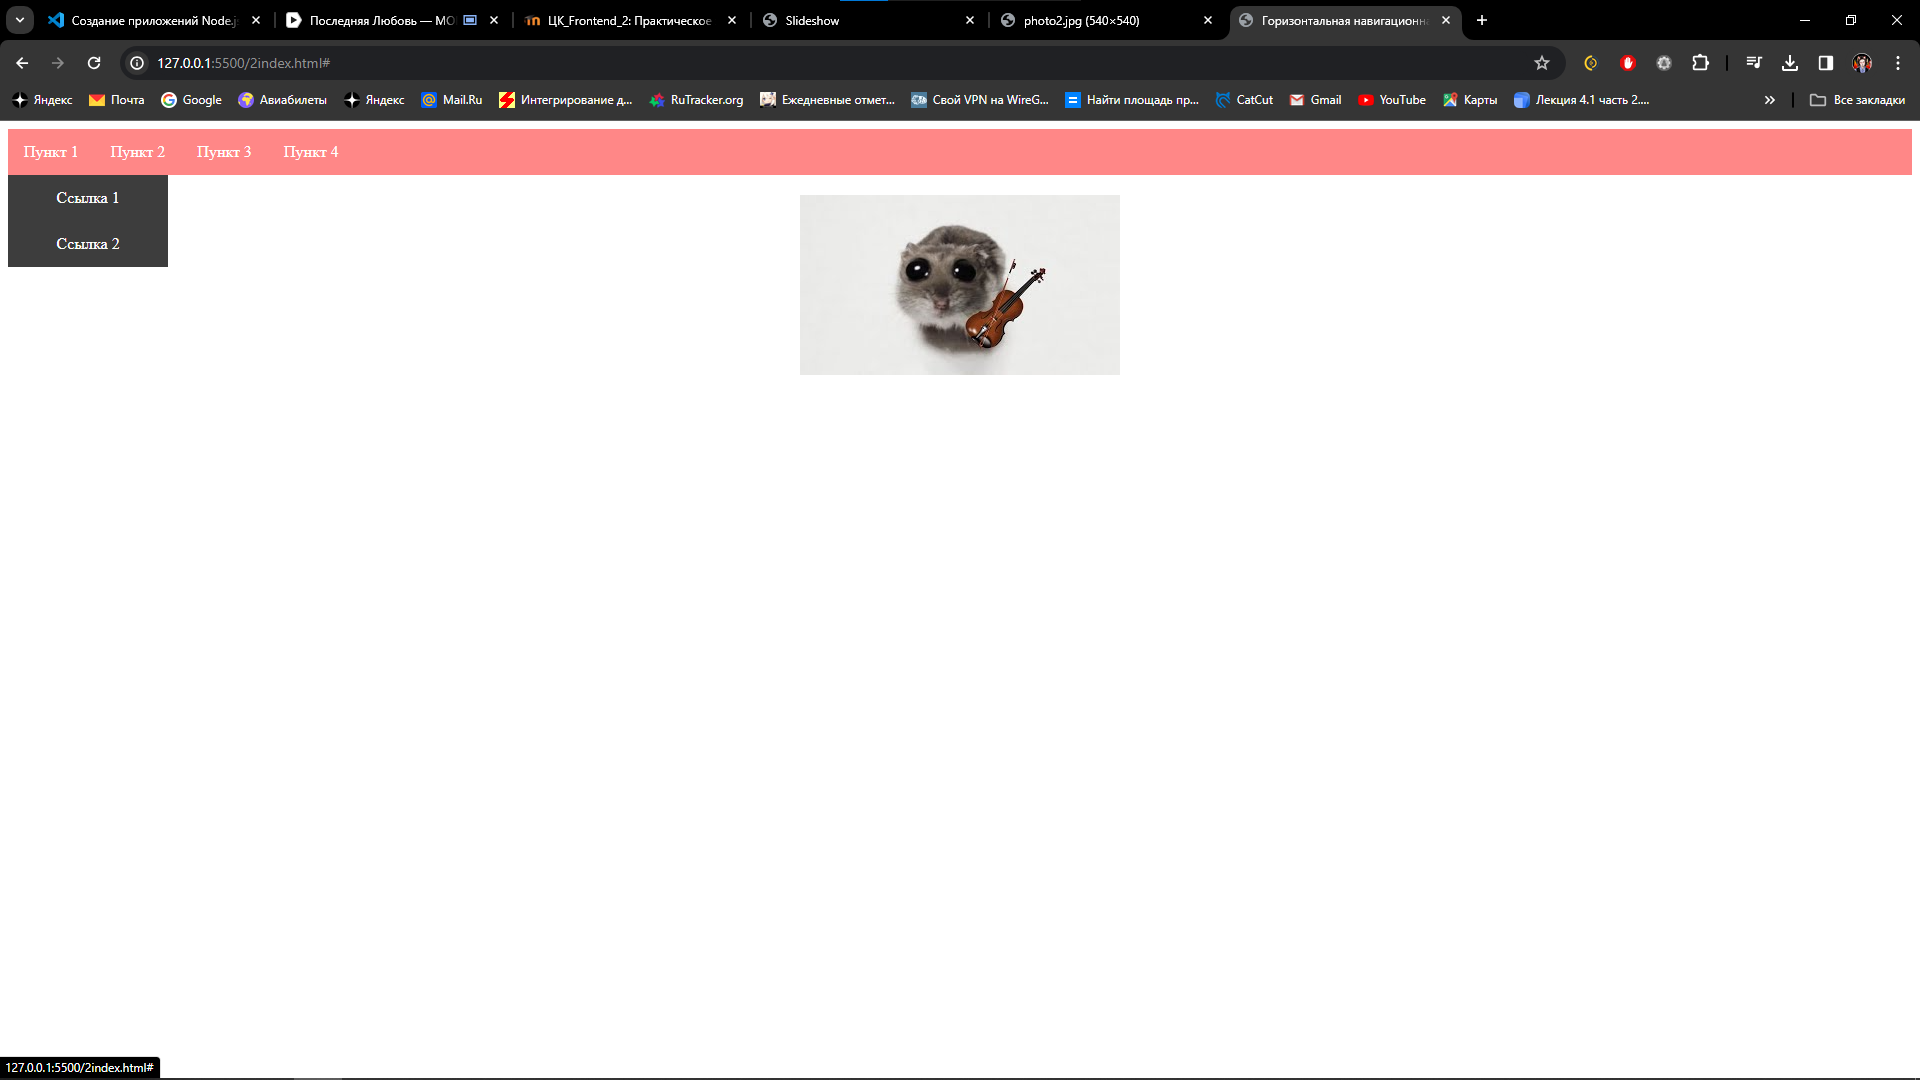 Создание приложений Node.j
Последняя Любовь — МО
ЦК_Frontend_2: Практическое
Slideshow
photo2.jpg (540×540)
Горизонтальная навигационн
127.0.0.1:5500/2index.html#
Яндекс
Почта
Google
Авиабилеты
Яндекс
Mail.Ru
Интегрирование д...
RuTracker.org
Ежедневные отмет...
Свой VPN на WireG...
Найти площадь пр...
CatCut
Gmail
YouTube
Карты
Лекция 4.1 часть 2....
Все закладки
Пункт 1
Пункт 2
Пункт 3
Пункт 4
Ссылка 1
Ссылка 2
127.0.0.1:5500/2index.html#